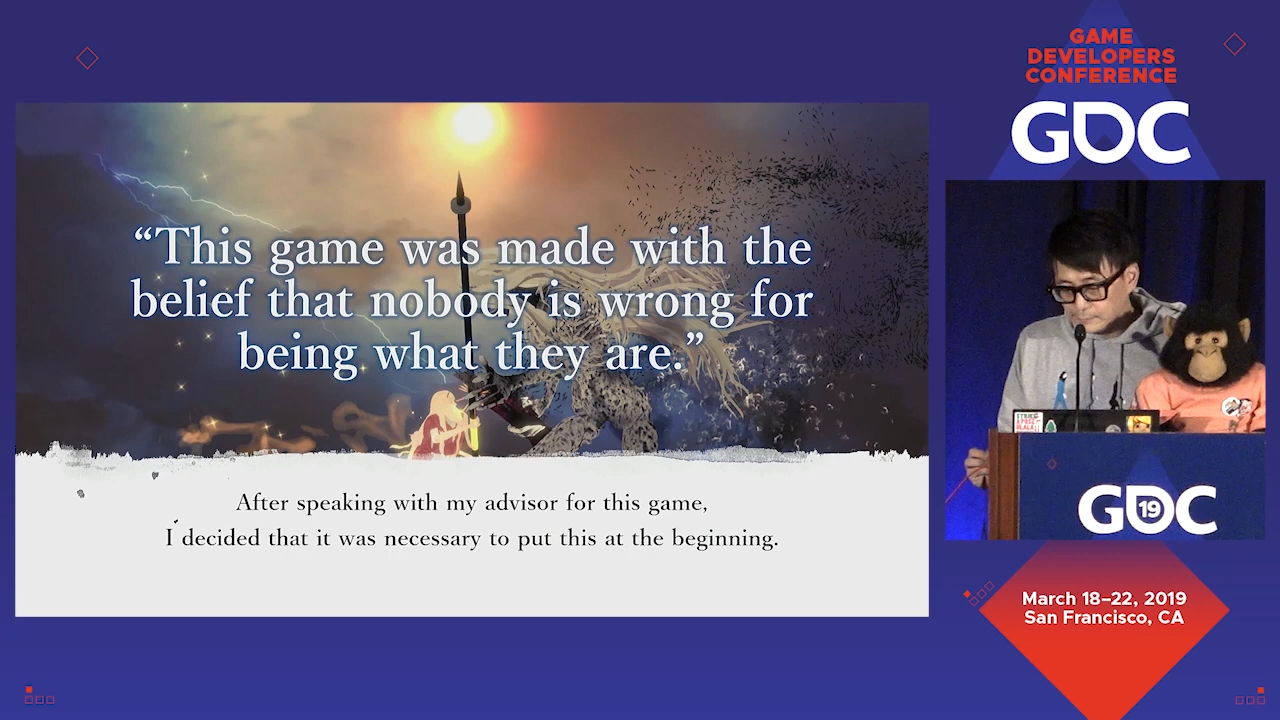 GAME
DEVELOPERS
CONFERENCE
GDC
“This game was made with the
belief that nobody is wrong for
being what they are.”
After speaking with my advisor for this game,
I decided that it was necessary to put this at the beginning.
GDC
19
March 18–22, 2019
San Francisco, CA